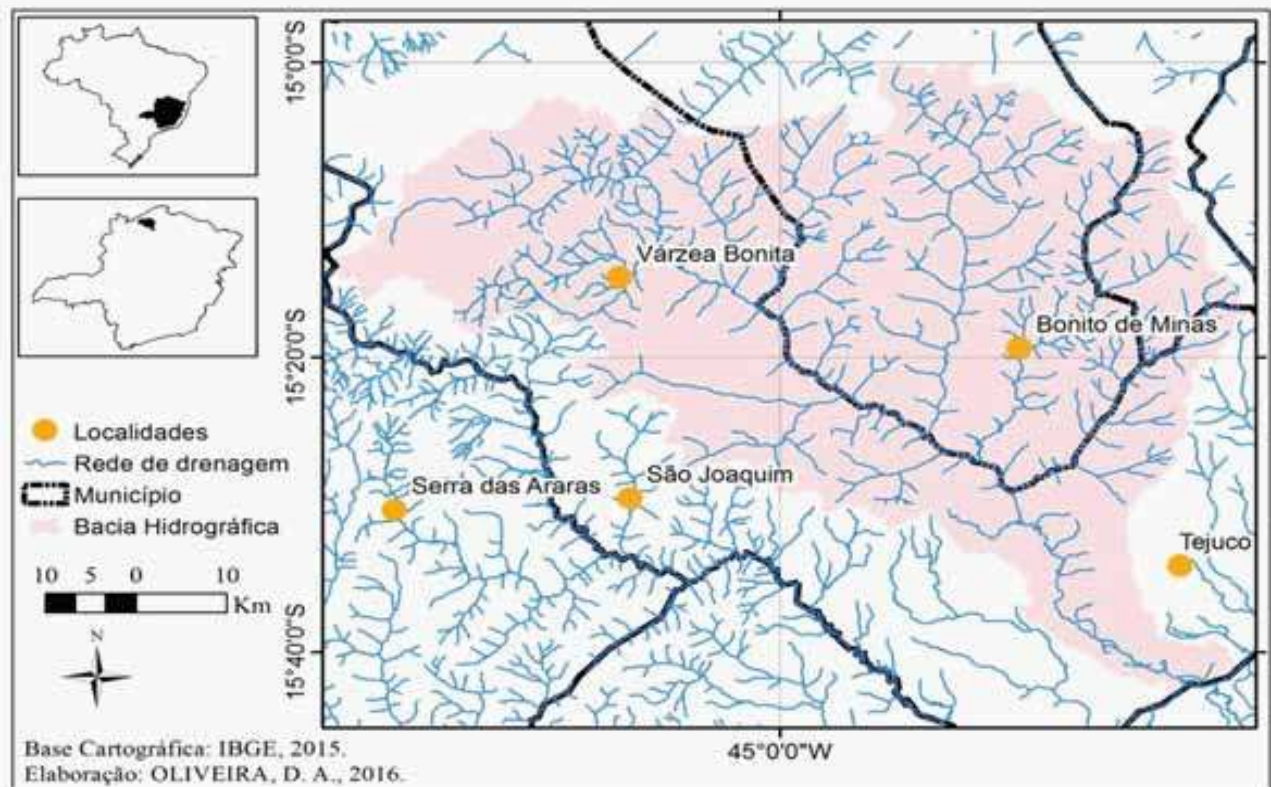 15°0'0"S
Várzea Bonita
Bonito de Minas
15°20'0"S
Localidades
Rede de drenagem
Município
Bacia Hidrográfica
Serra das Araras
São Joaquim
Tejuco
10 5 0 10
Km
N
15°40'0"S
45°0'0"W
Base Cartográfica: IBGE, 2015.
Elaboração: OLIVEIRA, D. A., 2016.